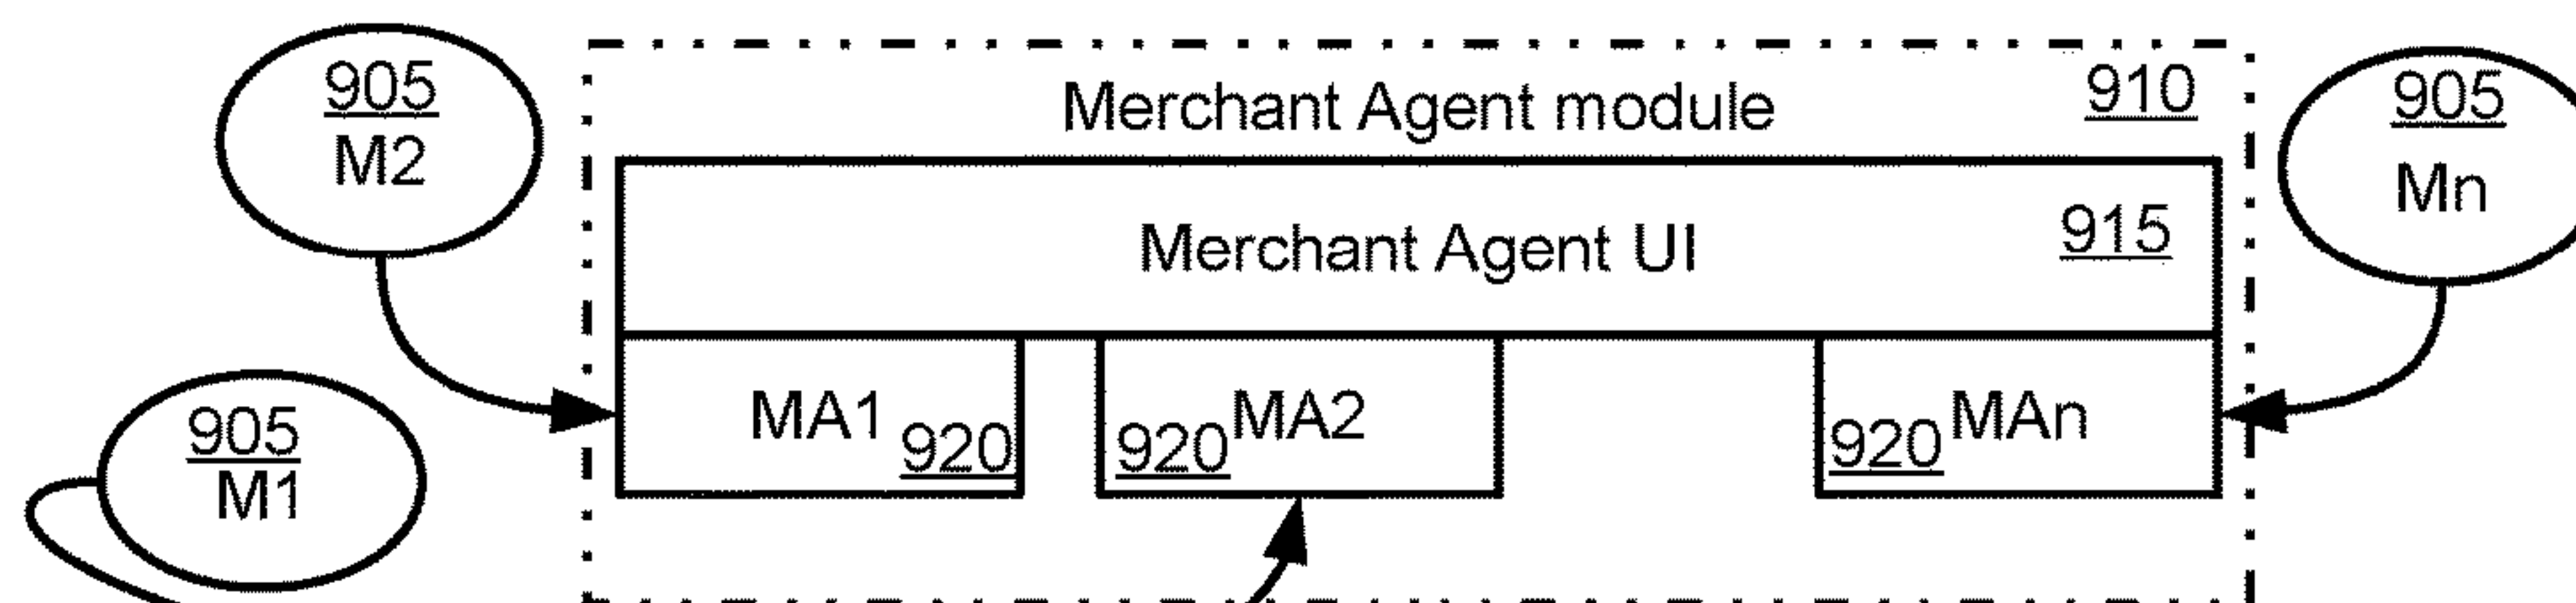 905
M2
Merchant Agent module
910
905
Mn
Merchant Agent UI
915
MA1
920
920
MA2
920
MAn
905
M1